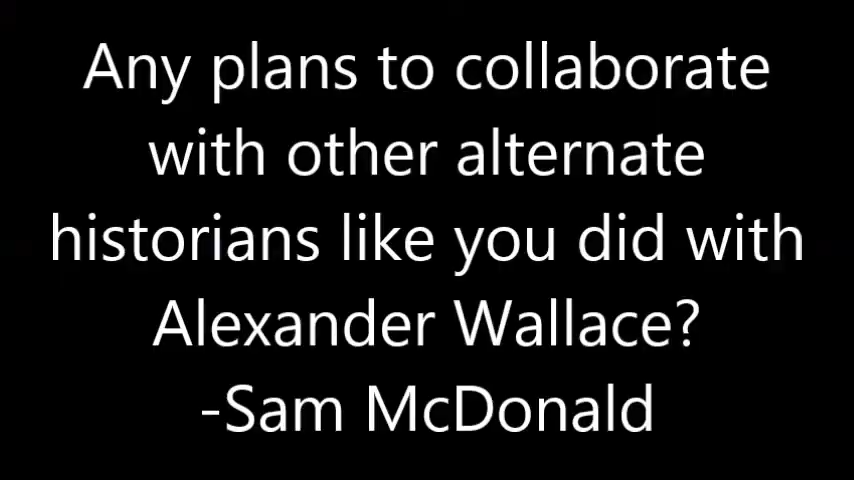 Any plans to collaborate
with other alternate
historians like you did with
Alexander Wallace?
-Sam McDonald